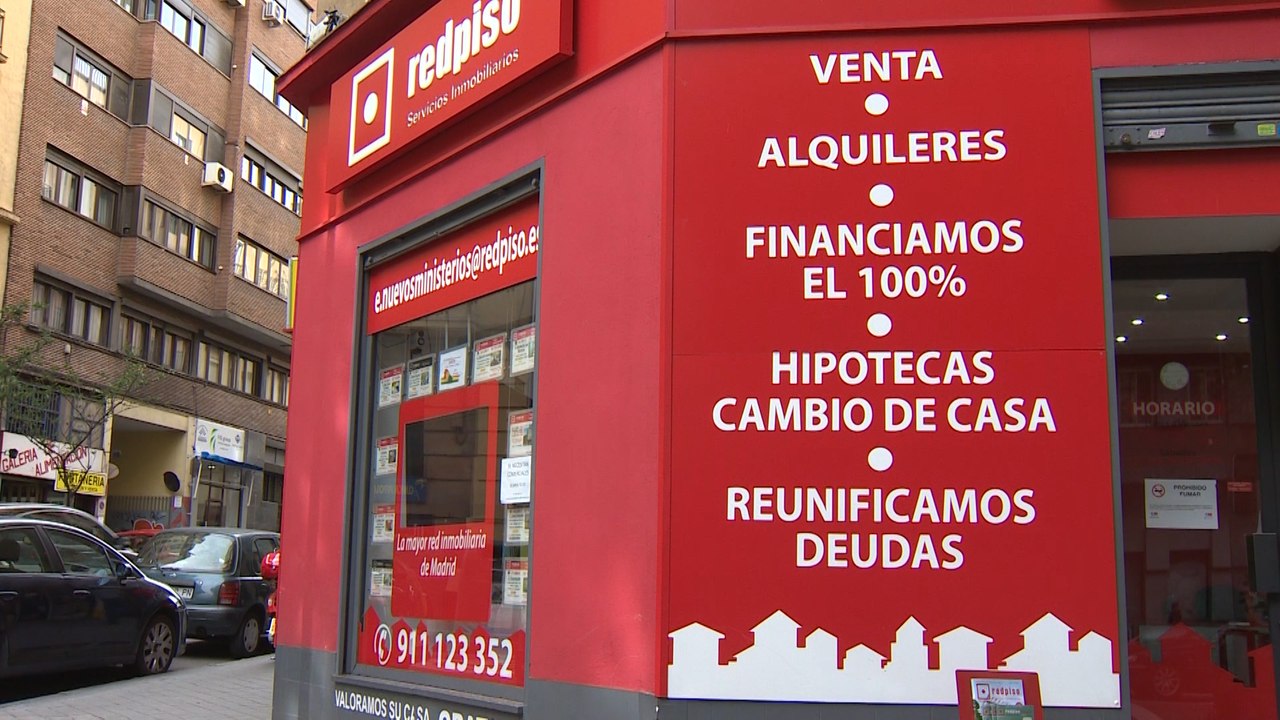 redpiso
Servicios Inmobiliarios
e.nuevosministerios@redpiso.es
La mayor red inmobiliaria
de Madrid
911 123 352
VALORAMOS SU CASA
VENTA
ALQUILERES
FINANCIAMOS
EL 100%
HIPOTECAS
CAMBIO DE CASA
REUNIFICAMOS
DEUDAS
HORARIO
PROHIBIDO
FUMAR
redpiso
GALERIA
ALIMENTACION